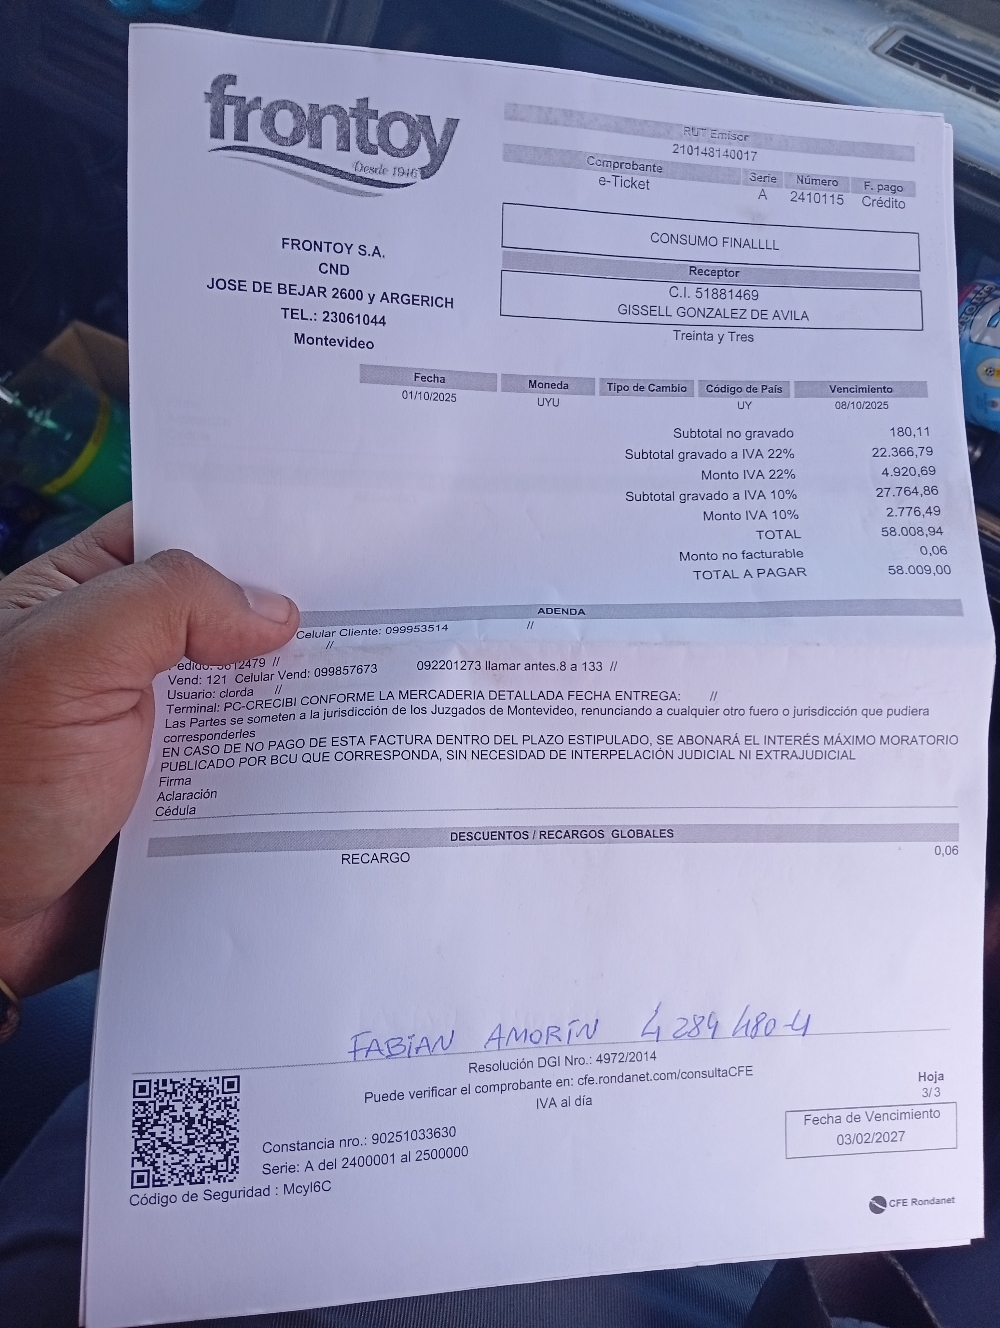 frontoy
Desde 1946
RUT Emisor
210148140017
Comprobante Serie Número F. pago
e-Ticket A 2410115 Crédito
CONSUMO FINALLLL
Receptor
C.I. 51881469
GISSELL GONZALEZ DE AVILA
Treinta y Tres
FRONTOY S.A.
CND
JOSE DE BEJAR 2600 y ARGERICH
TEL.: 23061044
Montevideo
Fecha Moneda Tipo de Cambio Código de País Vencimiento
01/10/2025 UYU UY 08/10/2025
Subtotal no gravado 180,11
Subtotal gravado a IVA 22% 22.366,79
Monto IVA 22% 4.920,69
Subtotal gravado a IVA 10% 27.764,86
Monto IVA 10% 2.776,49
TOTAL 58.008,94
Monto no facturable 0,06
TOTAL A PAGAR 58.009,00
ADENDA
Celular Cliente: 099953514 //
//
Pedido: 12479 //
Vend: 121 Celular Vend: 099857673 092201273 llamar antes.8 a 133 //
Usuario: clorda //
Terminal: PC-CRECIBI CONFORME LA MERCADERIA DETALLADA FECHA ENTREGA: //
Las Partes se someten a la jurisdicción de los Juzgados de Montevideo, renunciando a cualquier otro fuero o jurisdicción que pudiera
corresponderles
EN CASO DE NO PAGO DE ESTA FACTURA DENTRO DEL PLAZO ESTIPULADO, SE ABONARÁ EL INTERÉS MÁXIMO MORATORIO
PUBLICADO POR BCU QUE CORRESPONDA, SIN NECESIDAD DE INTERPELACIÓN JUDICIAL NI EXTRAJUDICIAL
Firma
Aclaración
Cédula
DESCUENTOS / RECARGOS GLOBALES
RECARGO 0,06
FABIAN AMORIN 4 284 480-4
Resolución DGI Nro.: 4972/2014
Puede verificar el comprobante en: cfe.rondanet.com/consultaCFE
IVA al día
Hoja
3/3
Fecha de Vencimiento
03/02/2027
Constancia nro.: 90251033630
Serie: A del 2400001 al 2500000
Código de Seguridad : McyI6C
CFE Rondanet